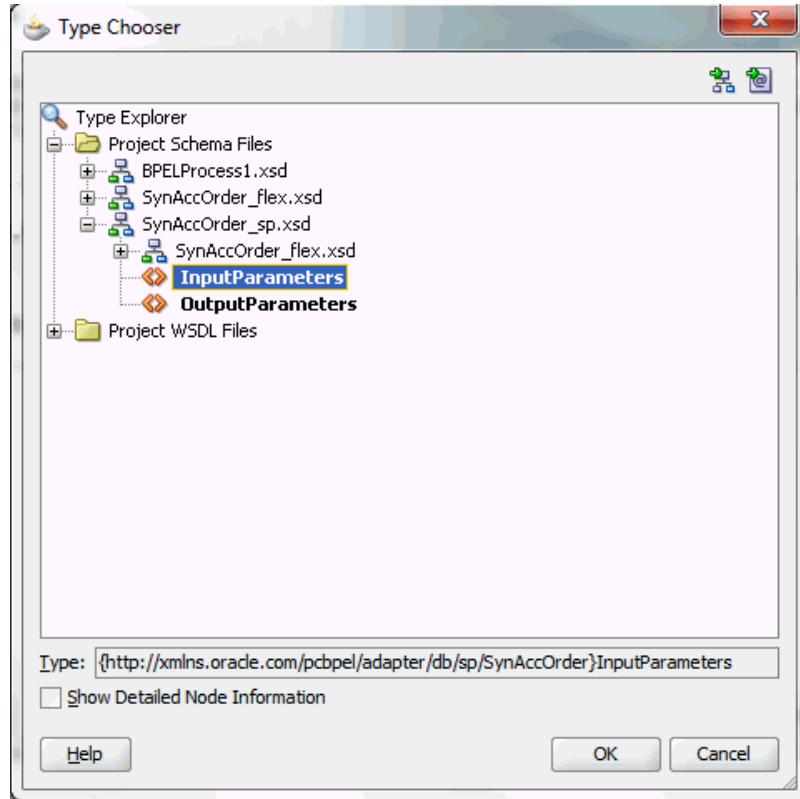 Type Chooser
Type Explorer
Project Schema Files
BPELProcess1.xsd
SynAccOrder_flex.xsd
SynAccOrder_sp.xsd
SynAccOrder_flex.xsd
InputParameters
OutputParameters
Project WSDL Files
Type: {http://xmlns.oracle.com/pcbpel/adapter/db/sp/SynAccOrder}InputParameters
Show Detailed Node Information
Help OK Cancel